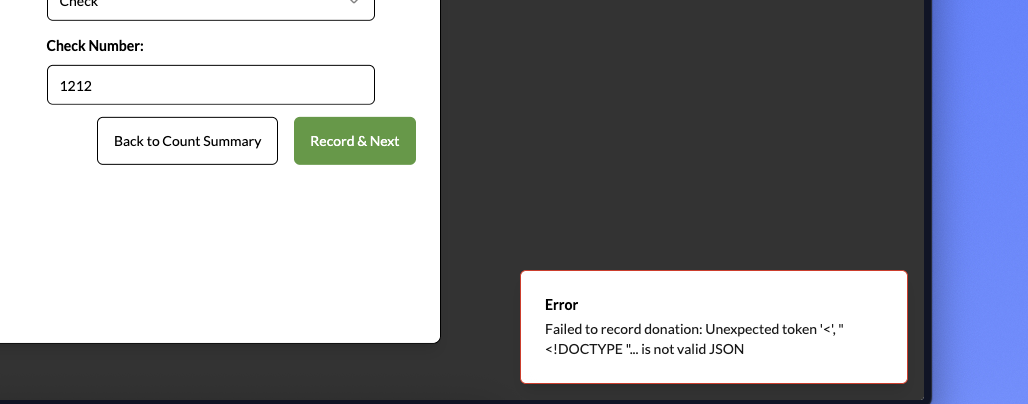 Check
Check Number:
1212
Back to Count Summary
Record & Next
Error
Failed to record donation: Unexpected token '<', "
<!DOCTYPE "... is not valid JSON